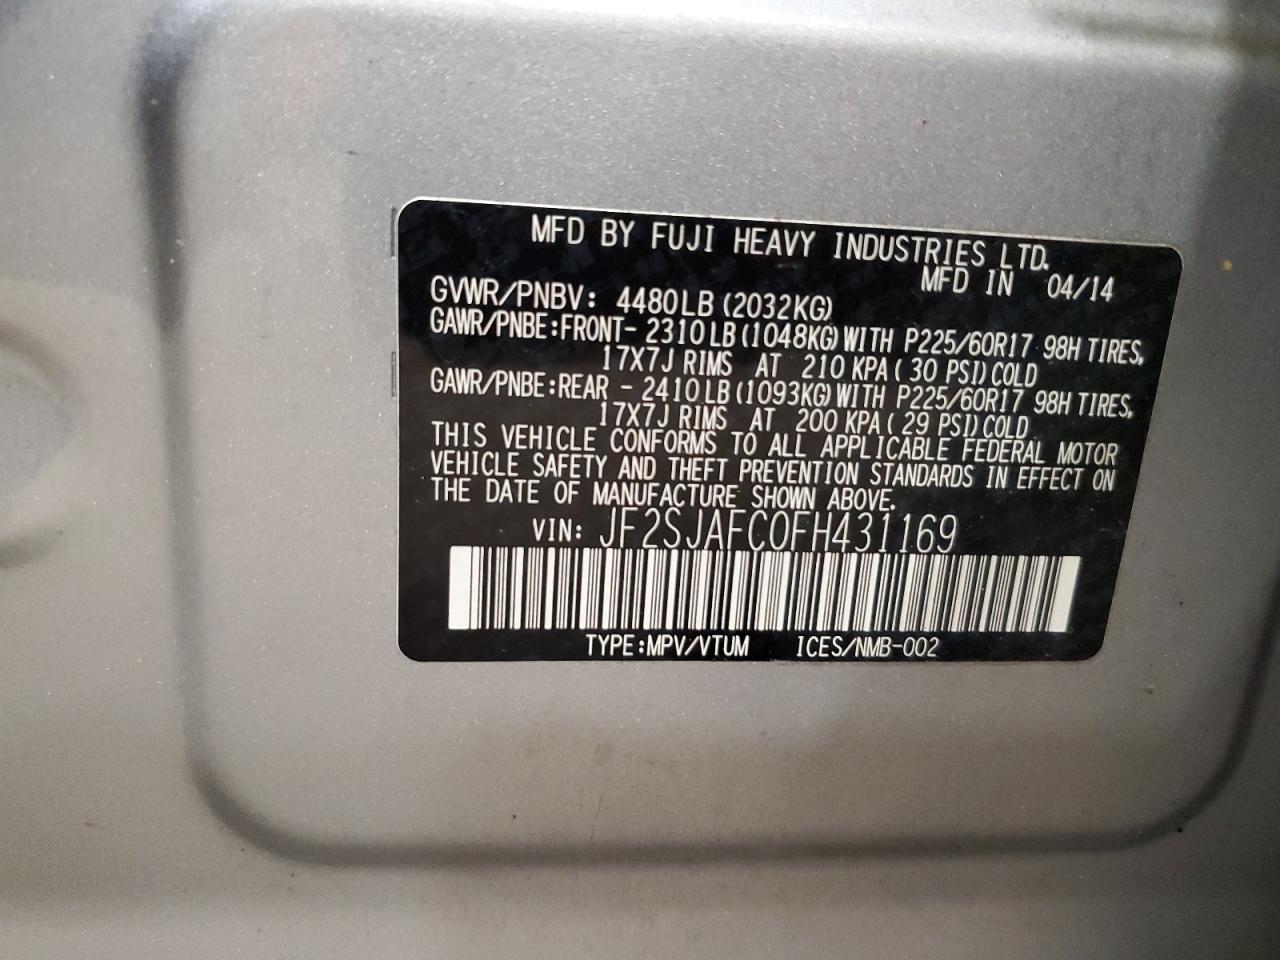 MFD BY FUJI HEAVY INDUSTRIES LTD.
MFD IN 04/14
GVWR/PNBV: 4480LB (2032KG)
GAWR/PNBE:FRONT- 2310LB (1048KG) WITH P225/60R17 98H TIRES,
17X7J RIMS AT 210 KPA ( 30 PSI) COLD
GAWR/PNBE:REAR - 2410LB (1093KG) WITH P225/60R17 98H TIRES,
17X7J RIMS AT 200 KPA ( 29 PSI) COLD
THIS VEHICLE CONFORMS TO ALL APPLICABLE FEDERAL MOTOR
VEHICLE SAFETY AND THEFT PREVENTION STANDARDS IN EFFECT ON
THE DATE OF MANUFACTURE SHOWN ABOVE.
VIN: JF2SJAFC0FH431169
TYPE:MPV/VTUM ICES/NMB-002